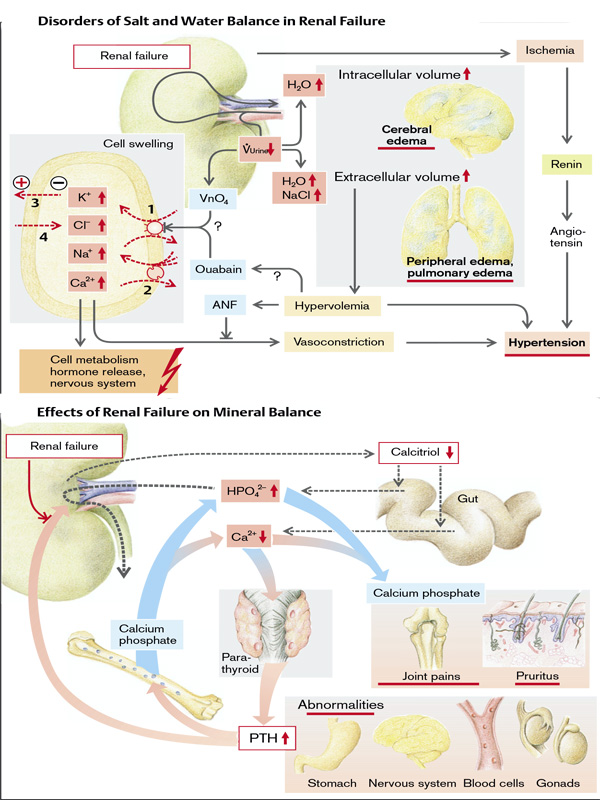 Disorders of Salt and Water Balance in Renal Failure
Renal failure
Ischemia
H₂O
Intracellular volume
Cerebral
edema
Cell swelling
V̇Urine
Renin
H₂O
NaCl
Extracellular volume
+
−
3
K⁺
1
VnO₄
4
Cl⁻
?
Angio-
tensin
Na⁺
Ouabain
?
Peripheral edema,
pulmonary edema
Ca²⁺
2
ANF
Hypervolemia
Vasoconstriction
Hypertension
Cell metabolism
hormone release,
nervous system
Effects of Renal Failure on Mineral Balance
Renal failure
Calcitriol
HPO₄²⁻
Gut
Ca²⁺
Calcium phosphate
Calcium
phosphate
Para-
thyroid
Joint pains
Pruritus
Abnormalities
PTH
Stomach
Nervous system
Blood cells
Gonads